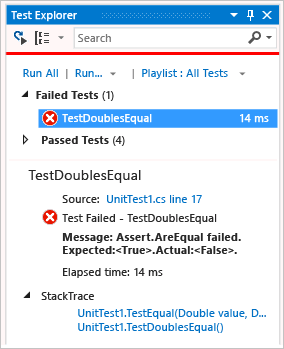 Test Explorer
Search
Run All | Run... | Playlist : All Tests
Failed Tests (1)
TestDoublesEqual 14 ms
Passed Tests (4)
TestDoublesEqual
Source: UnitTest1.cs line 17
Test Failed - TestDoublesEqual
Message: Assert.AreEqual failed.
Expected:<True>.Actual:<False>.
Elapsed time: 14 ms
StackTrace
UnitTest1.TestEqual(Double value, D...
UnitTest1.TestDoublesEqual()